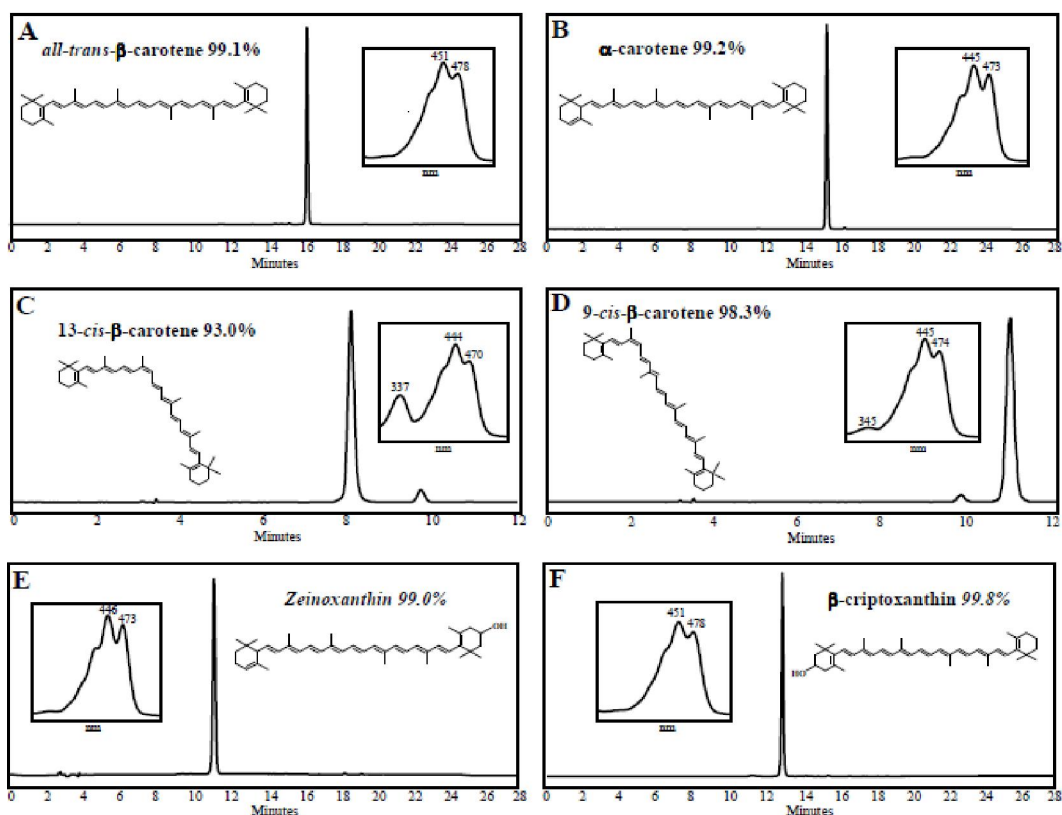 A
all-trans-β-carotene 99.1%
451
478
nm
0 2 4 6 8 10 12 14 16 18 20 22 24 26 28
Minutes
B
α-carotene 99.2%
445
473
nm
0 2 4 6 8 10 12 14 16 18 20 22 24 26 28
Minutes
C
13-cis-β-carotene 93.0%
444
470
337
nm
0 2 4 6 8 10 12
Minutes
D
9-cis-β-carotene 98.3%
445
474
345
nm
0 2 4 6 8 10 12
Minutes
E
446
473
nm
Zeinoxanthin 99.0%
OH
0 2 4 6 8 10 12 14 16 18 20 22 24 26 28
Minutes
F
451
478
nm
β-criptoxanthin 99.8%
HO
0 2 4 6 8 10 12 14 16 18 20 22 24 26 28
Minutes